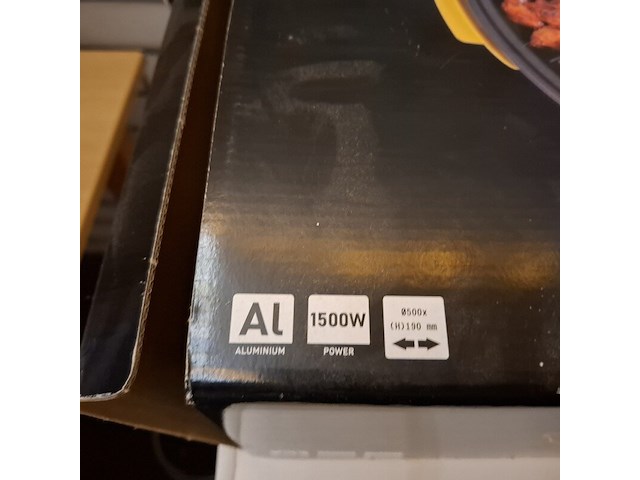 Al
ALUMINIUM
1500W
POWER
Ø500x
(H)190 mm